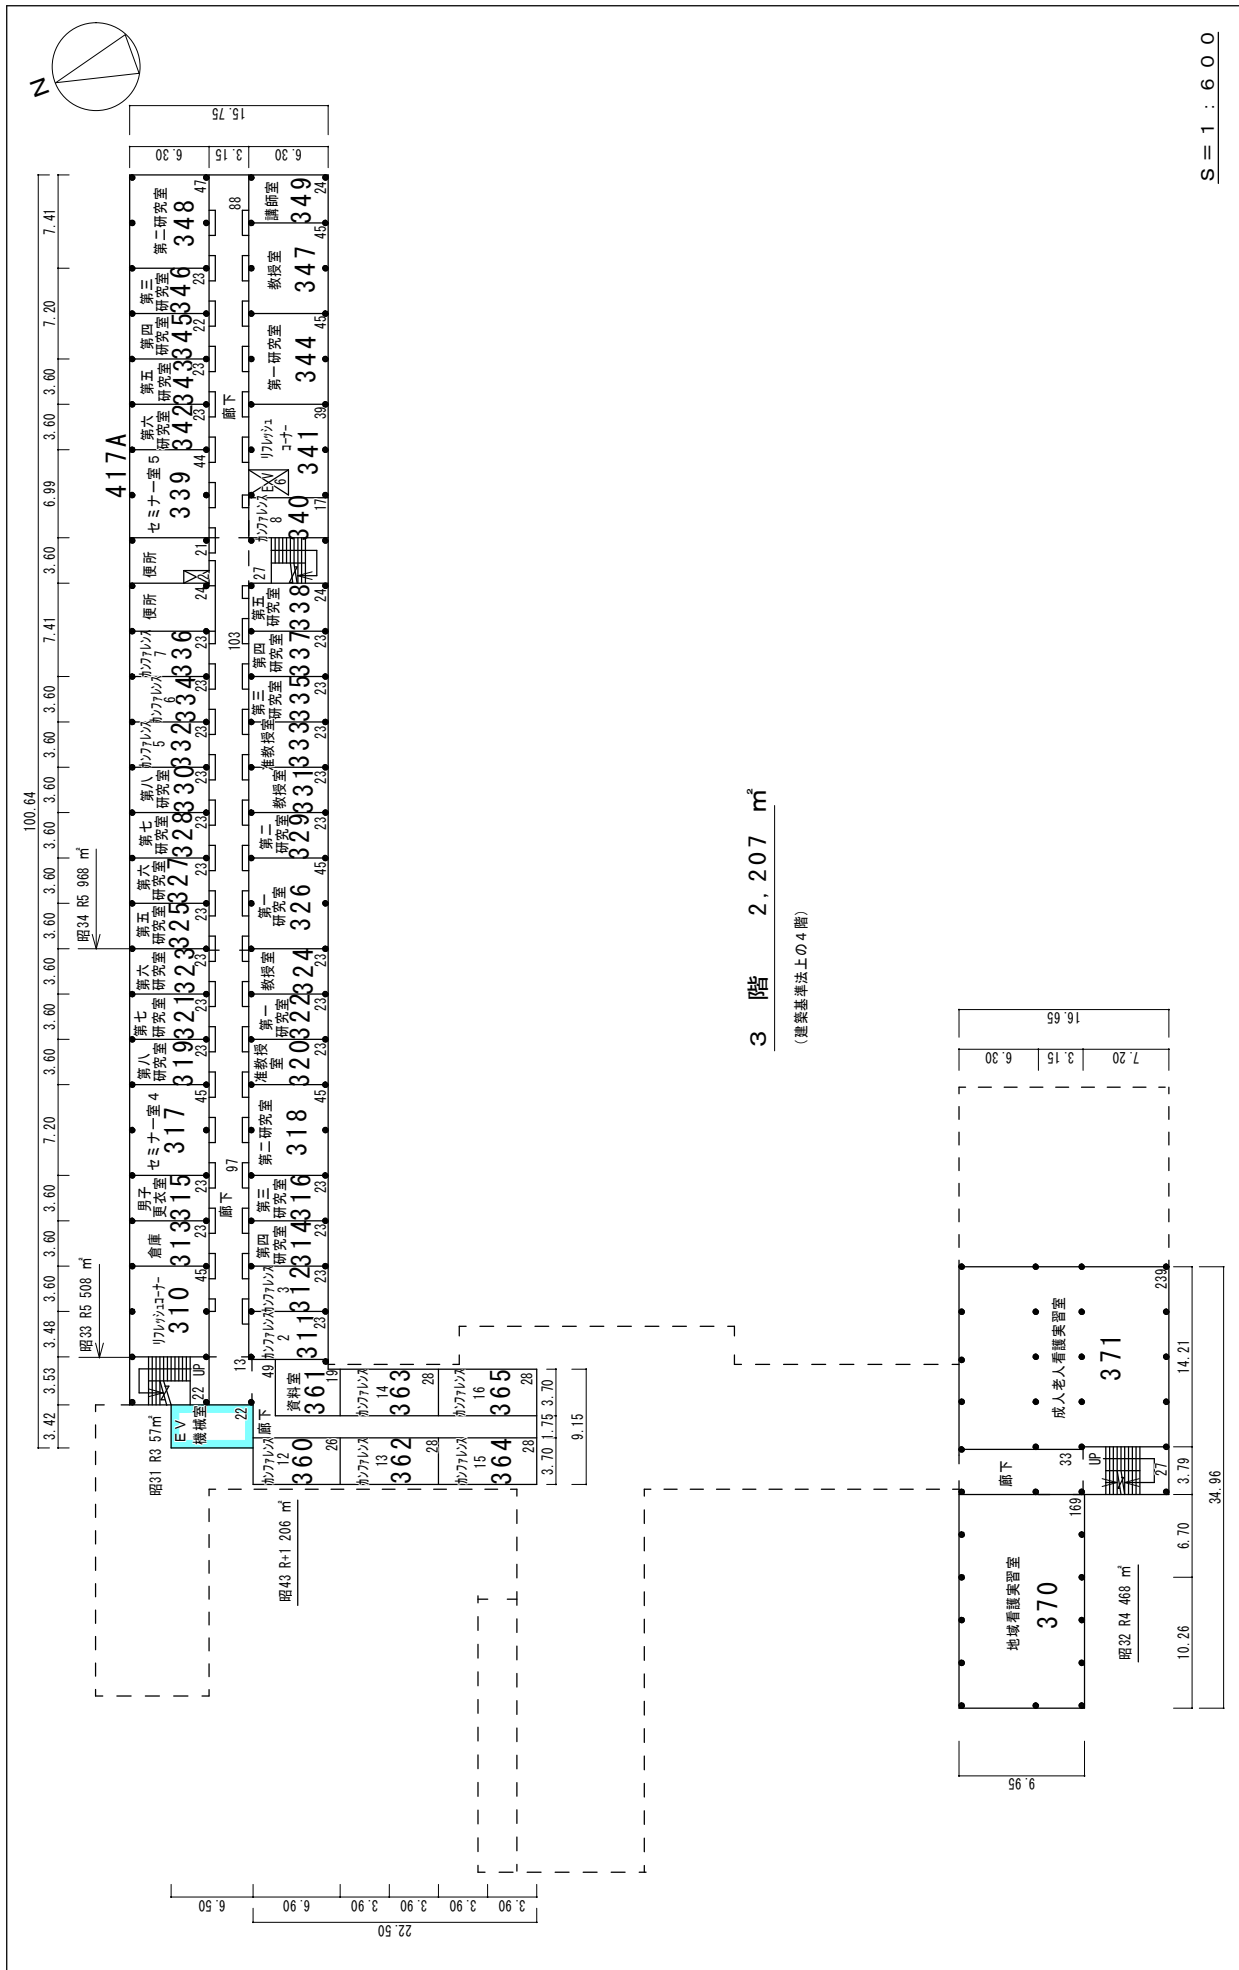 N
S=1:600
417A
15.75
6.30
3.15
6.30
100.64
7.41
7.20
3.60
3.60
6.99
3.60
7.41
3.60
3.60
3.60
3.60
3.60
3.60
3.60
3.60
3.60
7.20
3.60
3.60
3.60
3.48
3.53
3.42
昭34 R5 968 ㎡
昭33 R5 508 ㎡
昭31 R3 57㎡
昭43 R+1 206 ㎡
昭32 R4 468 ㎡
第二研究室
348
47
第三
研究室
346
23
第四
研究室
345
22
第五
研究室
343
23
第六
研究室
342
23
セミナー室5
339
44
便所
21
2
便所
24
カンファレンス
7
336
23
カンファレンス
6
334
23
カンファレンス
5
332
23
第八
研究室
330
23
第七
研究室
328
23
第六
研究室
327
23
第五
研究室
325
23
第六
研究室
323
23
第七
研究室
321
23
第八
研究室
319
23
セミナー室4
317
45
男子
更衣室
315
23
倉庫
313
23
リフレッシュコーナー
310
45
UP
22
EV
機械室
22
88
廊下
103
97
廊下
13
講師室
349
24
教授室
347
45
第一研究室
344
45
リフレッシュ
コーナー
341
39
EV
6
カンファレンス
8
340
17
27
第五
研究室
338
24
第四
研究室
337
23
第三
研究室
335
23
准教授室
333
23
教授室
331
23
第二
研究室
329
23
第一
研究室
326
45
教授室
324
23
第一
研究室
322
23
准教授
室
320
23
第二研究室
318
45
第三
研究室
316
23
第四
研究室
314
23
カンファレンス
3
312
23
カンファレンス
2
311
23
49
廊下
資料室
361
19
カンファレンス
14
363
28
カンファレンス
16
365
28
カンファレンス
12
360
26
カンファレンス
13
362
28
カンファレンス
15
364
28
3.70
1.75
3.70
9.15
6.50
6.90
3.90
3.90
3.90
3.90
22.50
3 階 2,207 ㎡
(建築基準法上の4階)
16.65
6.30
3.15
7.20
成人老人看護実習室
371
239
廊下
33
UP
27
地域看護実習室
370
169
14.21
3.79
6.70
10.26
34.96
9.95